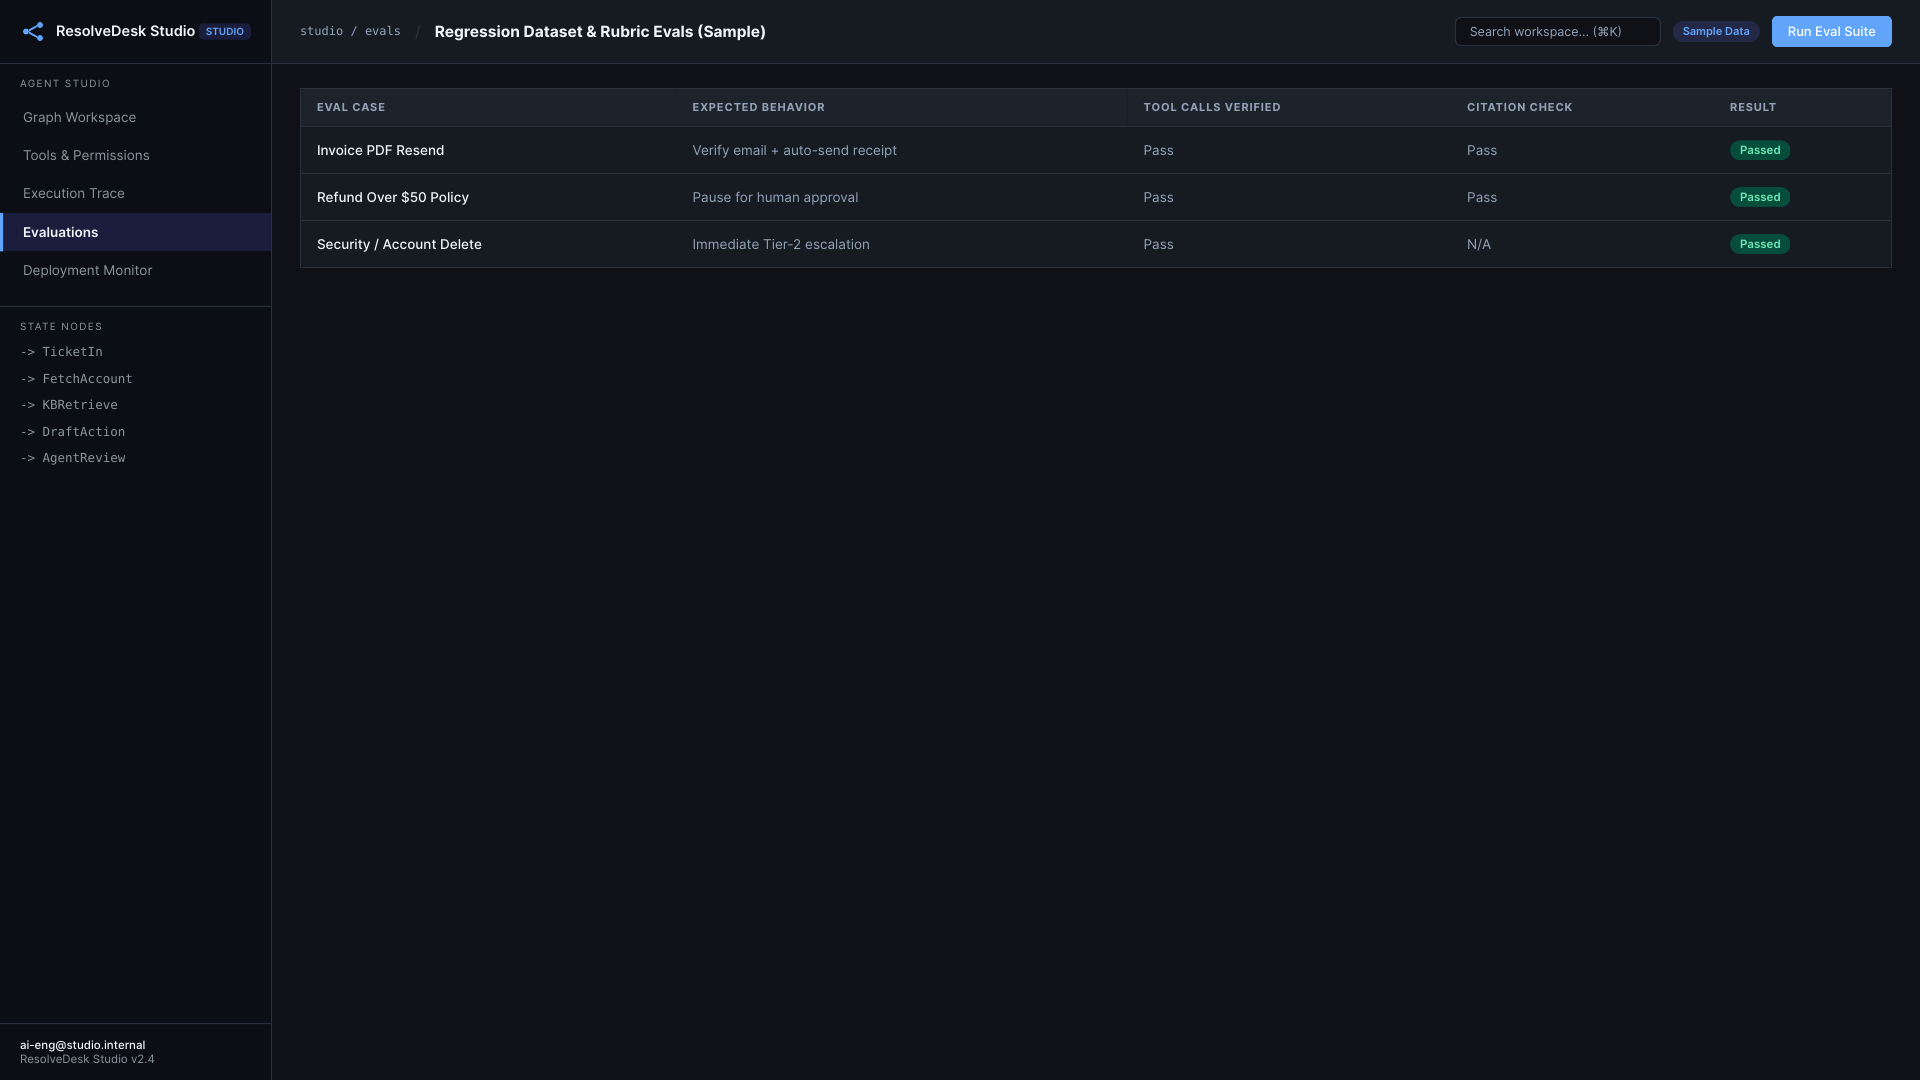 ResolveDesk Studio STUDIO
AGENT STUDIO
Graph Workspace
Tools & Permissions
Execution Trace
Evaluations
Deployment Monitor
STATE NODES
-> TicketIn
-> FetchAccount
-> KBRetrieve
-> DraftAction
-> AgentReview
ai-eng@studio.internal
ResolveDesk Studio v2.4
studio / evals / Regression Dataset & Rubric Evals (Sample) Search workspace... (⌘K) Sample Data Run Eval Suite
EVAL CASE EXPECTED BEHAVIOR TOOL CALLS VERIFIED CITATION CHECK RESULT
Invoice PDF Resend Verify email + auto-send receipt Pass Pass Passed
Refund Over $50 Policy Pause for human approval Pass Pass Passed
Security / Account Delete Immediate Tier-2 escalation Pass N/A Passed